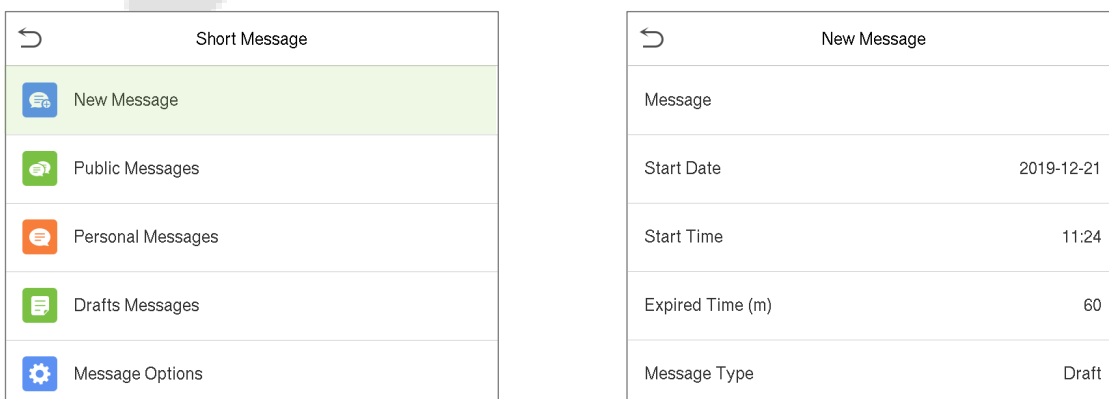 Short Message
New Message
Public Messages
Personal Messages
Drafts Messages
Message Options
New Message
Message
Start Date 2019-12-21
Start Time 11:24
Expired Time (m) 60
Message Type Draft